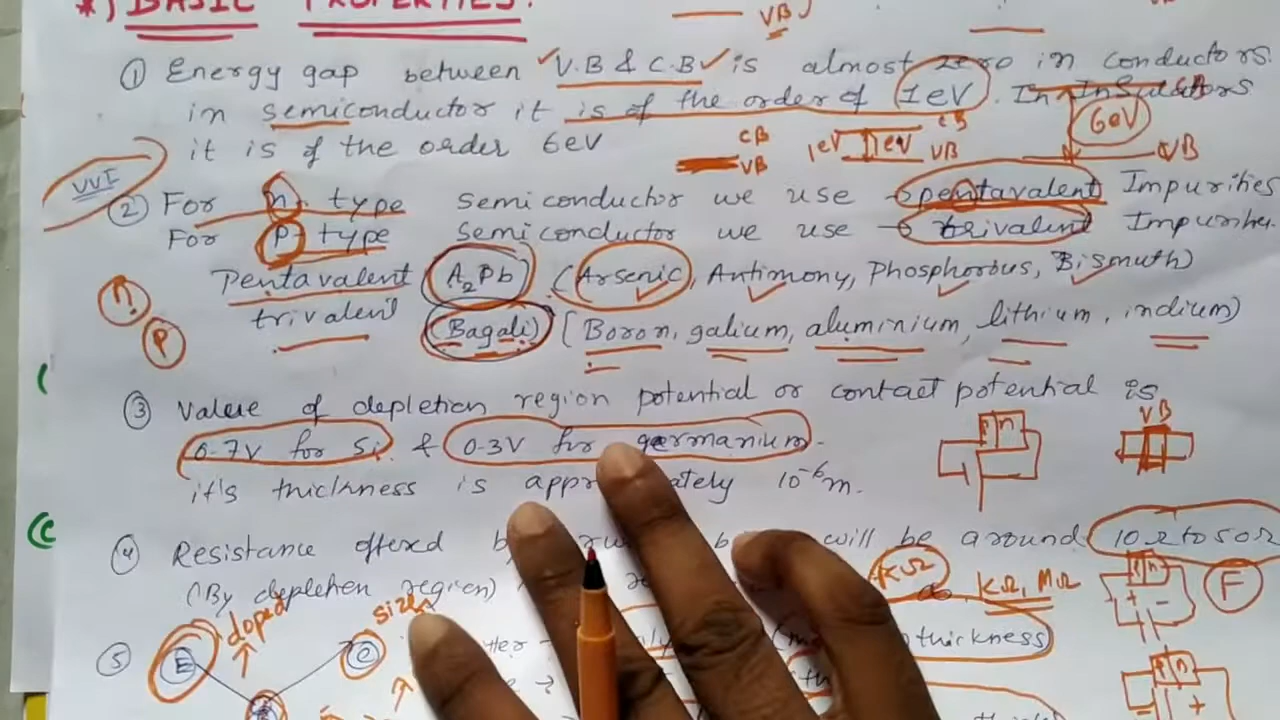 *) BASIC PROPERTIES:
VB
① Energy gap between V.B & C.B is almost zero in conductors.
in semiconductor it is of the order of 1eV. In Insulators
CB
it is of the order 6eV
CB
VB
1eV 1eV CB
VB
6eV
VB
VVI
② For n type semiconductor we use → pentavalent Impurities
For P type semiconductor we use → trivalent
Pentavalent A2Pb (Arsenic, Antimony, Phosphorous, Bismuth)
n
trivalent (Bagali) [Boron, galium, aluminium, lithium, indium)
P
③ Value of depletion region potential or contact potential is
0.7V for Si & 0.3V for germanium.
P n
VB
it's thickness is 10⁻⁶m.
④ Resistance offered will be around 10Ω to 50Ω
(By depletion region) KΩ KΩ, MΩ
F
+ -
doped size
⑤ E C thickness
P n
+